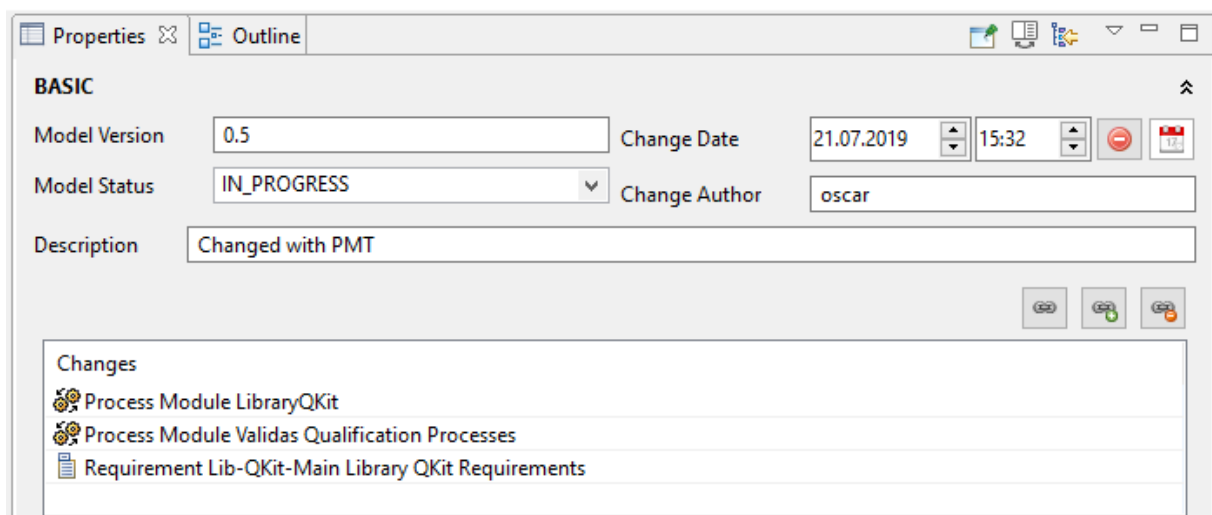 Properties Outline
BASIC
Model Version 0.5 Change Date 21.07.2019 15:32
Model Status IN_PROGRESS Change Author oscar
Description Changed with PMT
Changes
Process Module LibraryQKit
Process Module Validas Qualification Processes
Requirement Lib-QKit-Main Library QKit Requirements